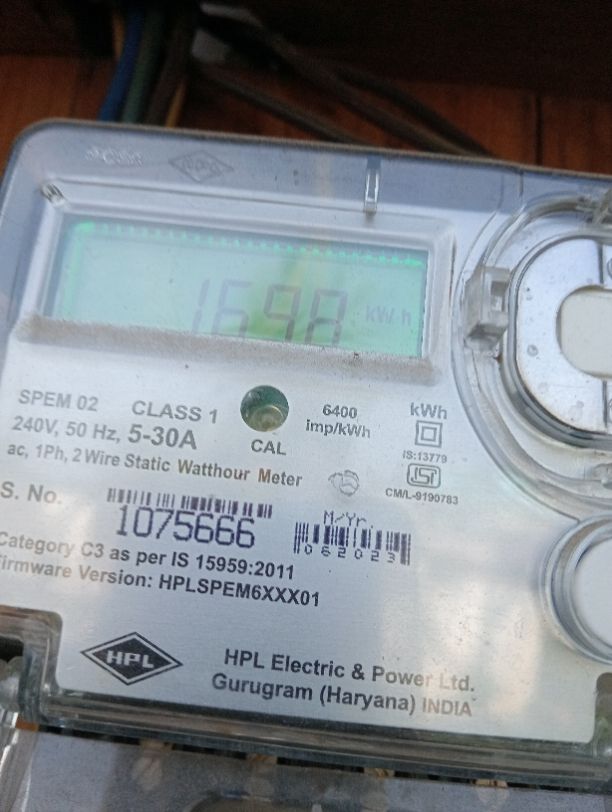 1698 kWh
SPEM 02 CLASS 1
6400 imp/kWh
kWh
240V, 50 Hz, 5-30A
CAL
IS:13779
ac, 1Ph, 2 Wire Static Watthour Meter
CM/L-9190783
S. No.
M/Yr.
1075666
062023
Category C3 as per IS 15959:2011
Firmware Version: HPLSPEM6XXX01
HPL
HPL Electric & Power Ltd.
Gurugram (Haryana) INDIA